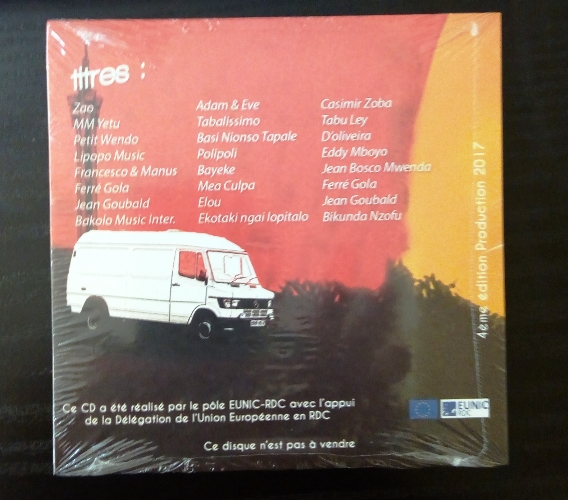 titres :
Zao Adam & Eve Casimir Zoba
MM Yetu Tabalissimo Tabu Ley
Petit Wendo Basi Nionso Tapale D'oliveira
Lipopo Music Polipoli Eddy Mboyo
Francesco & Manus Bayeke Jean Bosco Mwenda
Ferré Gola Mea Culpa Ferré Gola
Jean Goubald Elou Jean Goubald
Bakolo Music Inter. Ekotaki ngai lopitalo Bikunda Nzofu
4ème édition Production 2017
Ce CD a été réalisé par le pôle EUNIC-RDC avec l'appui
de la Délégation de l'Union Européenne en RDC
EUNIC
RDC
Ce disque n'est pas à vendre